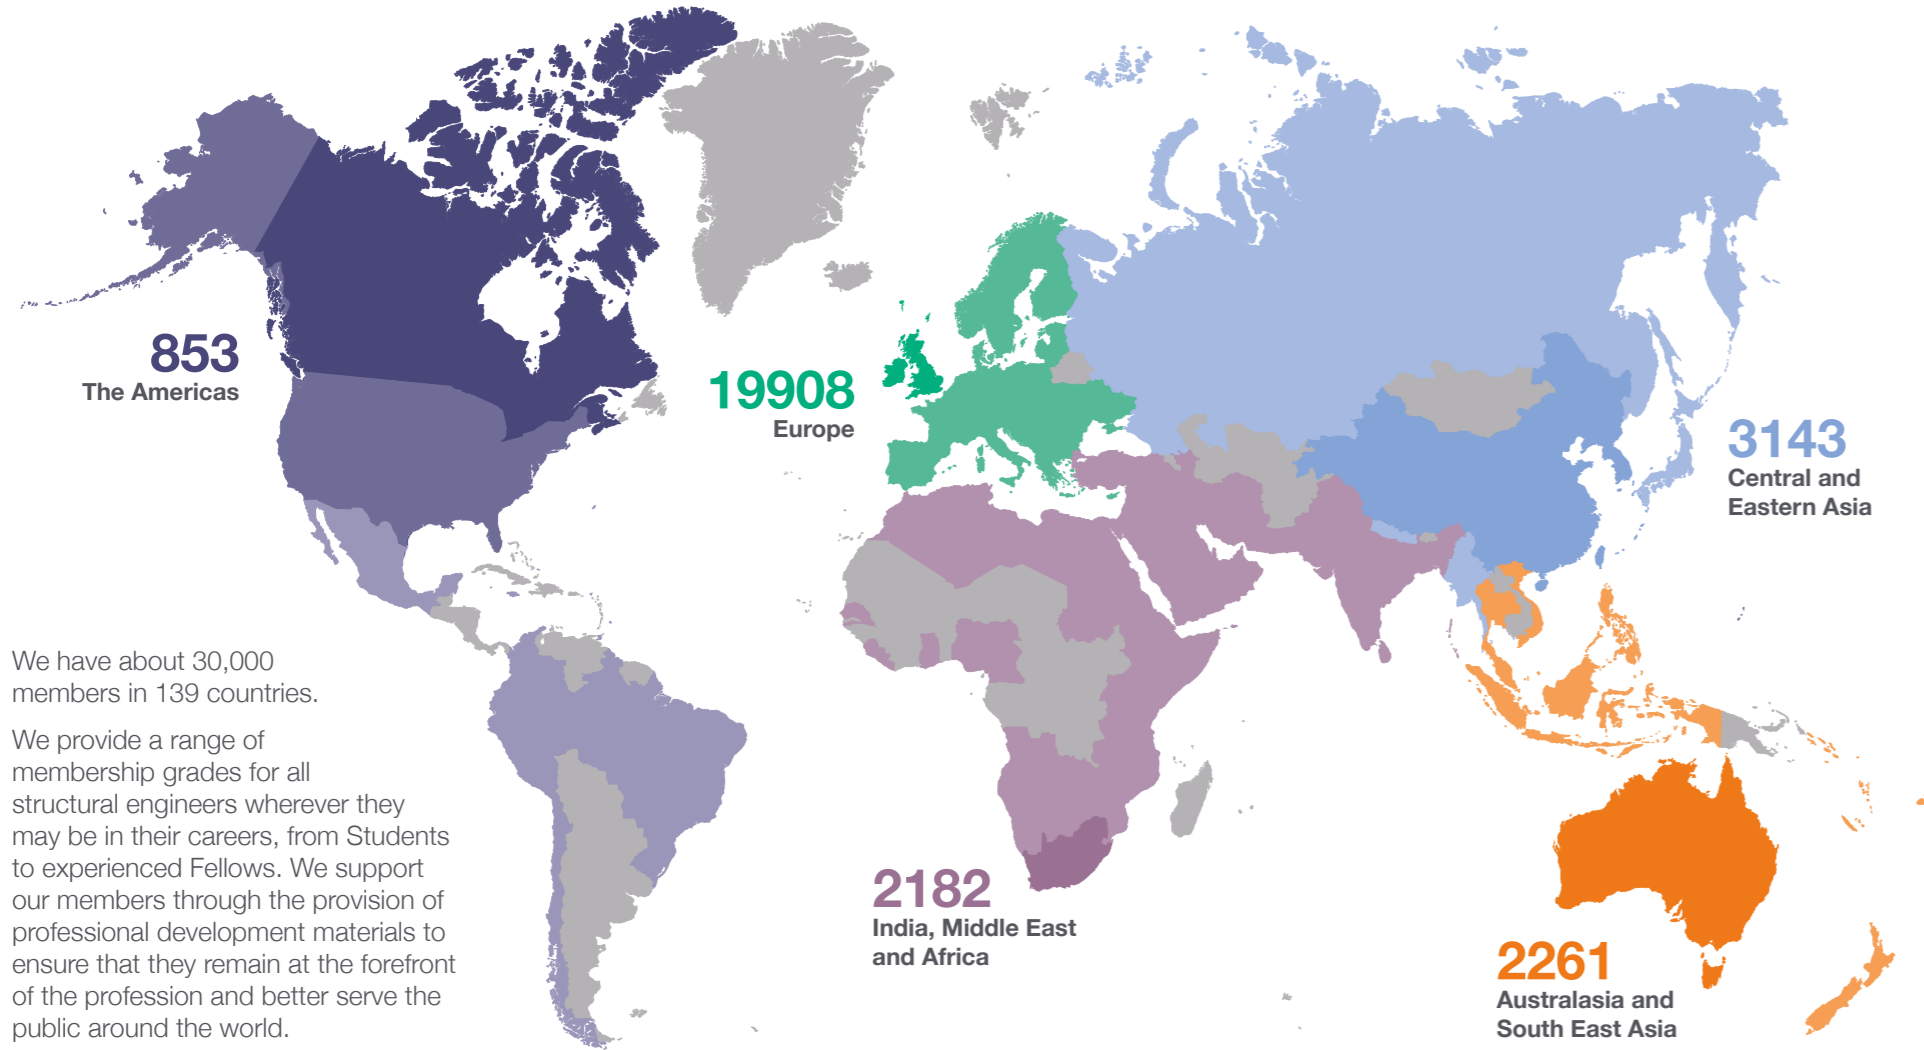 853
The Americas
19908
Europe
3143
Central and
Eastern Asia
We have about 30,000
members in 139 countries.
We provide a range of
membership grades for all
structural engineers wherever they
may be in their careers, from Students
to experienced Fellows. We support
our members through the provision of
professional development materials to
ensure that they remain at the forefront
of the profession and better serve the
public around the world.
2182
India, Middle East
and Africa
2261
Australasia and
South East Asia